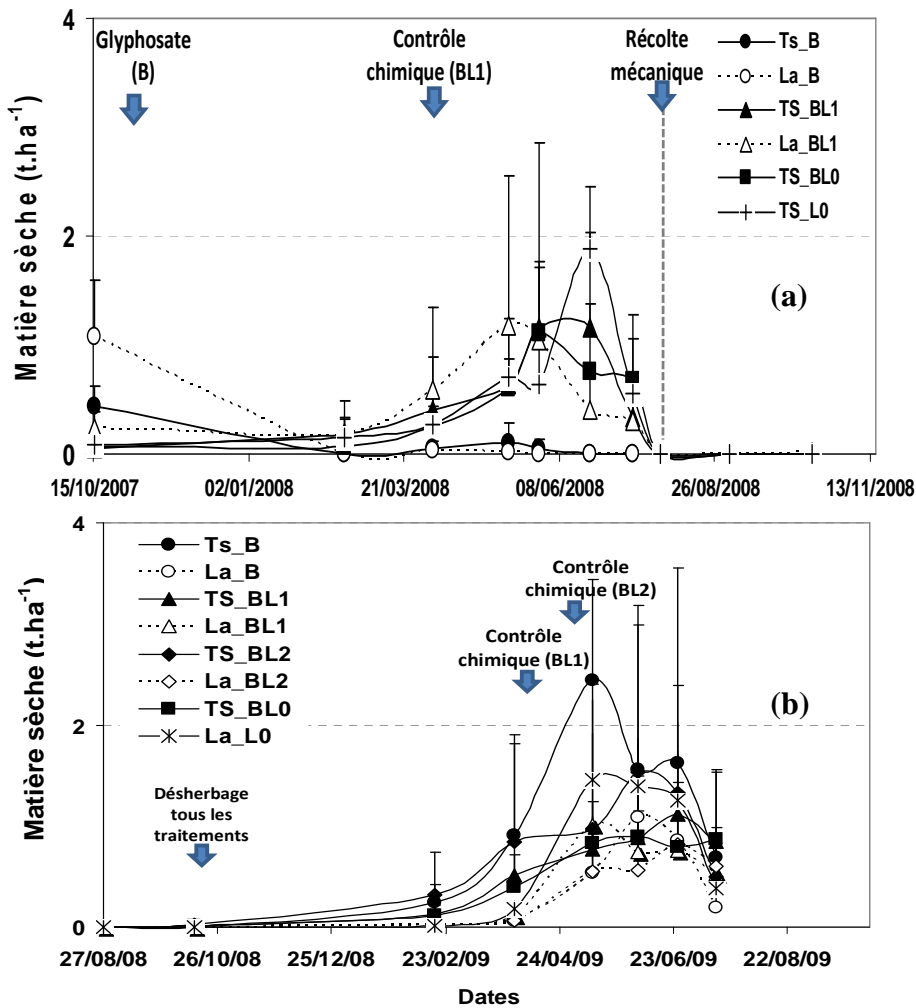 4
Glyphosate
(B)
Contrôle
chimique (BL1)
Récolte
mécanique
Ts_B
La_B
TS_BL1
La_BL1
TS_BL0
TS_L0
Matière sèche (t.ha-1)
2
(a)
0
15/10/2007
02/01/2008
21/03/2008
08/06/2008
26/08/2008
13/11/2008
4
Ts_B
La_B
TS_BL1
La_BL1
TS_BL2
La_BL2
TS_BL0
La_L0
Contrôle
chimique (BL2)
Contrôle
chimique (BL1)
Matière sèche (t.ha-1)
2
(b)
Désherbage
tous les
traitements
0
27/08/08
26/10/08
25/12/08
23/02/09
24/04/09
23/06/09
22/08/09
Dates